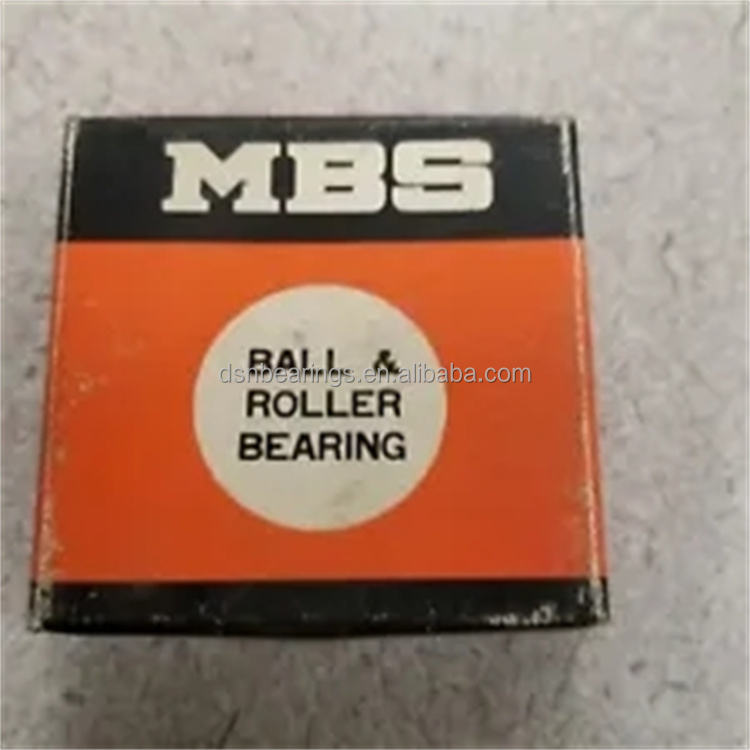 MBS
BALL &
dsnbearings.en.alibaba.com
ROLLER
BEARING